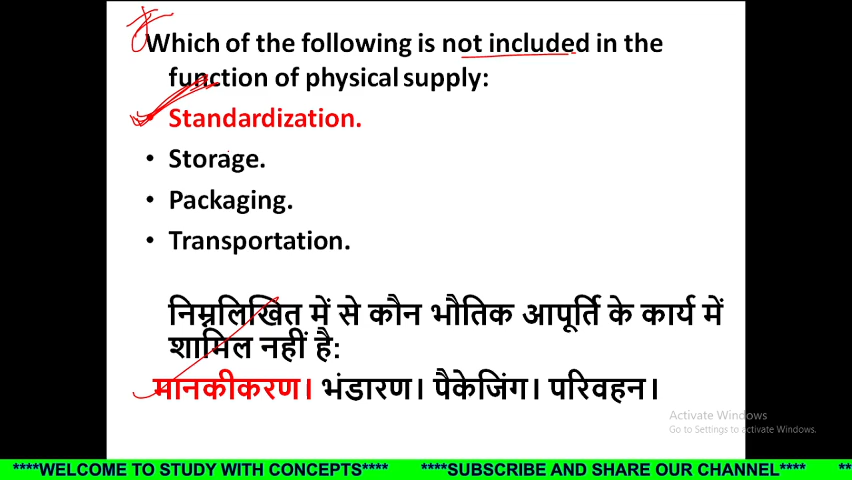 Which of the following is not included in the
function of physical supply:
Standardization.
• Storage.
• Packaging.
• Transportation.
निम्नलिखित में से कौन भौतिक आपूर्ति के कार्य में
शामिल नहीं है:
मानकीकरण। भंडारण। पैकेजिंग। परिवहन।
Activate Windows
Go to Settings to activate Windows.
****WELCOME TO STUDY WITH CONCEPTS**** ****SUBSCRIBE AND SHARE OUR CHANNEL**** **